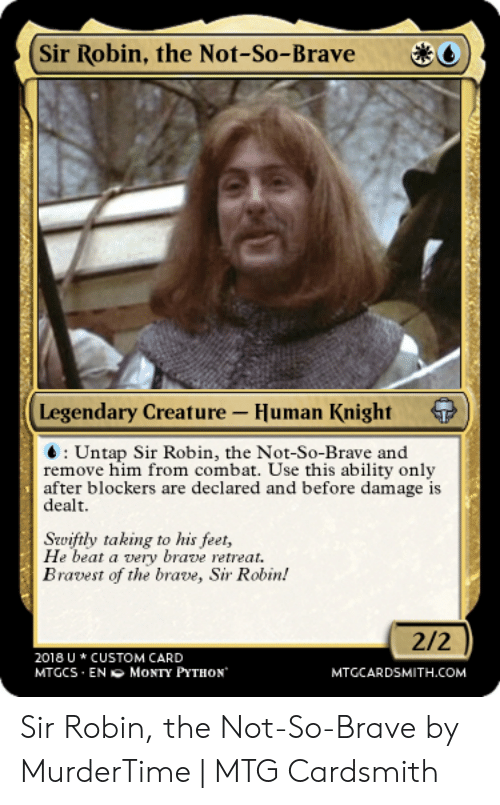 Sir Robin, the Not-So-Brave
Legendary Creature — Human Knight
: Untap Sir Robin, the Not-So-Brave and
remove him from combat. Use this ability only
after blockers are declared and before damage is
dealt.
Swiftly taking to his feet,
He beat a very brave retreat.
Bravest of the brave, Sir Robin!
2/2
2018 U * CUSTOM CARD
MTGCS · EN MONTY PYTHON
MTGCARDSMITH.COM
Sir Robin, the Not-So-Brave by
MurderTime | MTG Cardsmith